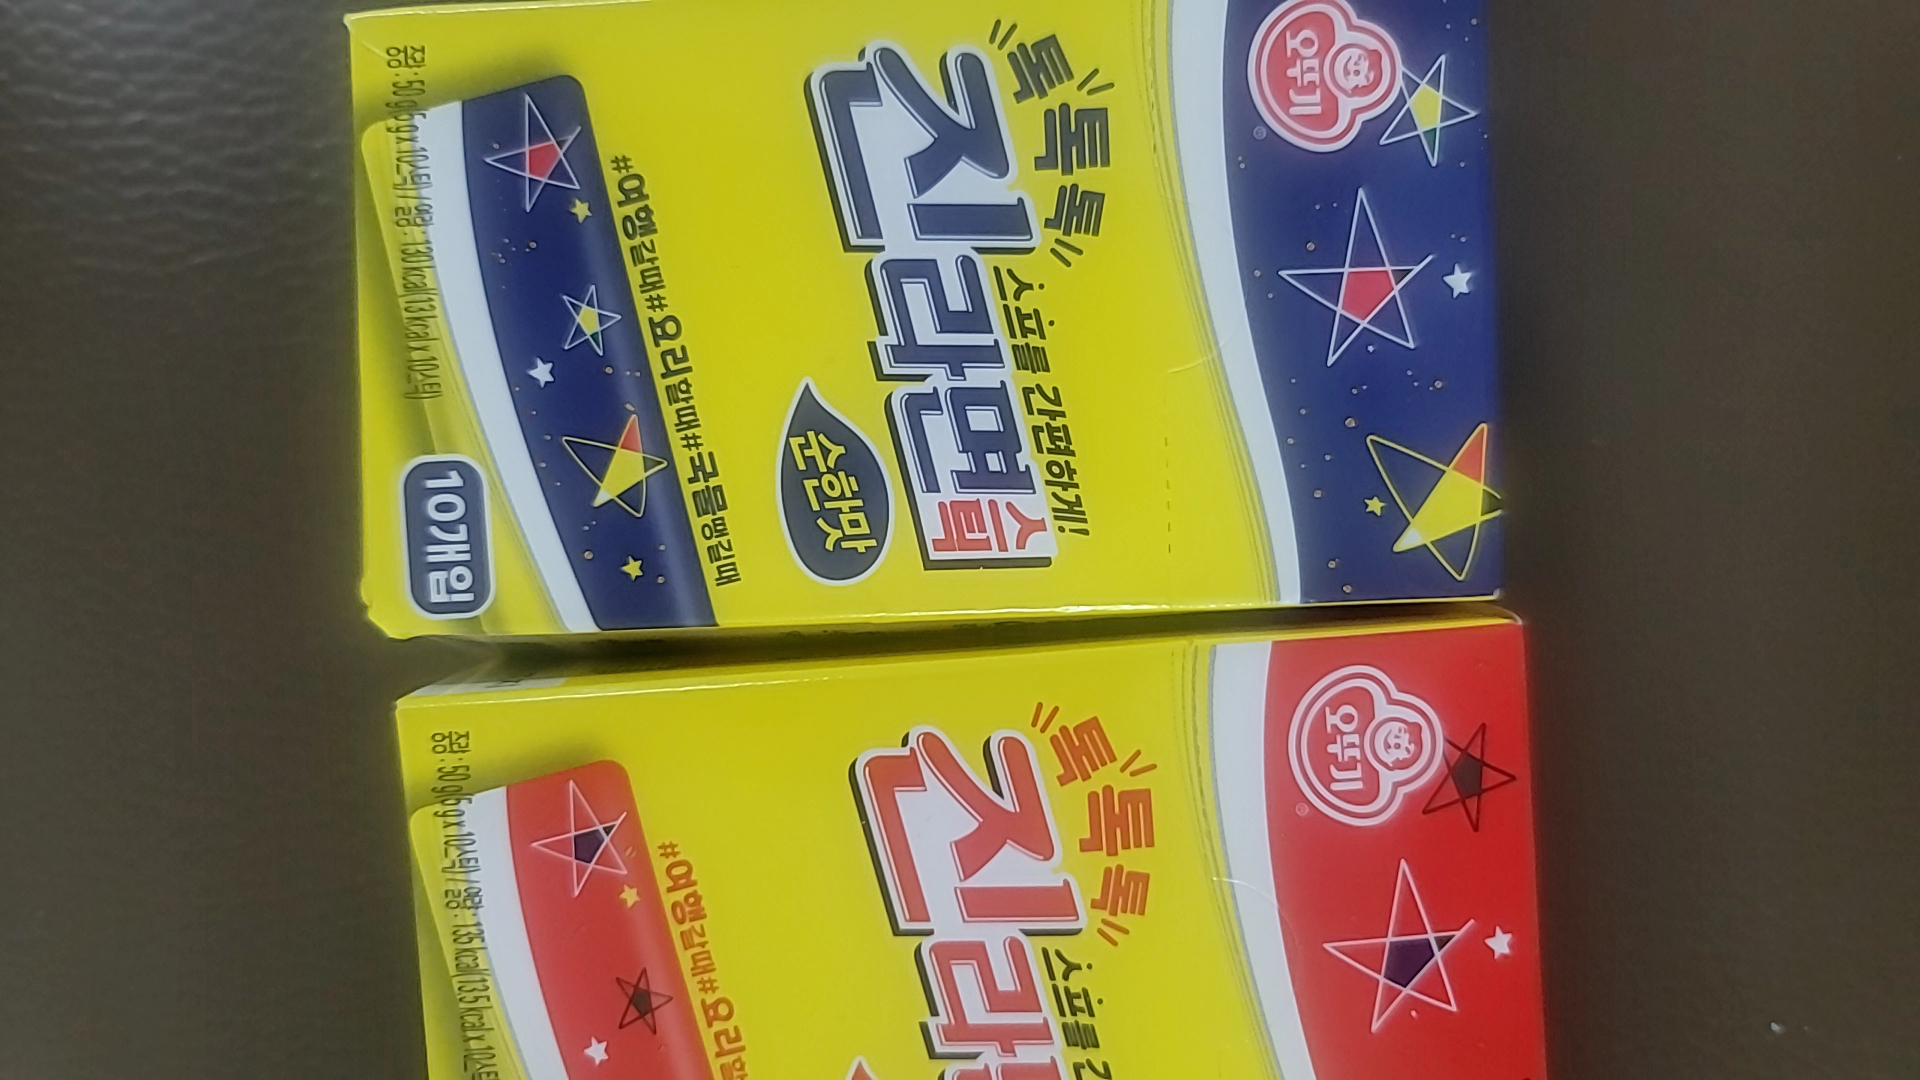 오뚜기
톡톡톡
스프를 간편하게!
진라면
스틱
순한맛
#여행갈때#요리할때#국물땡길때
10개입
중량 : 50 g(5 g x 10스틱) / 열량 : 130 kcal(13 kcal x 10스틱)
오뚜기
톡톡톡
스프를 간
진라면
#여행갈때#요리할
중량 : 50 g(5 g x 10스틱) / 열량 : 135 kcal(13.5 kcal x 10스틱